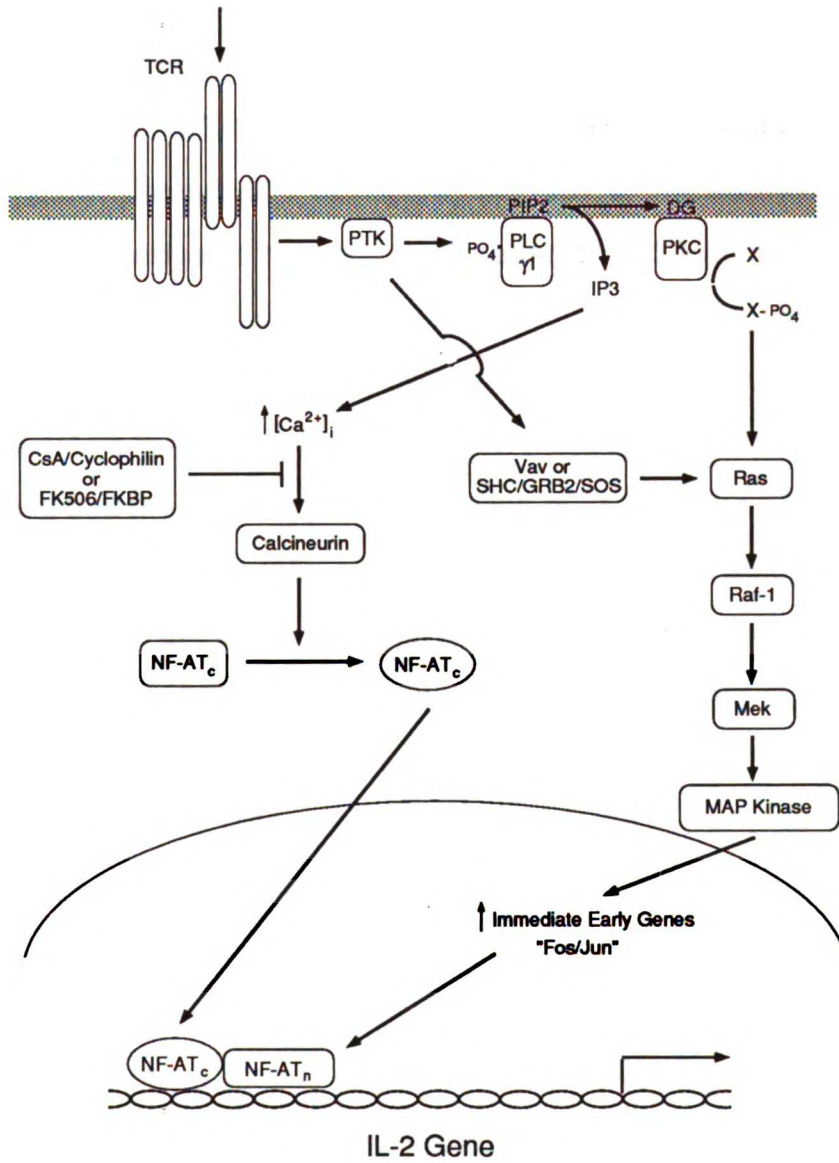 TCR
PIP2
DG
PTK
PO4
PLC
γ1
PKC
X
IP3
X-PO4
[Ca2+]i
CsA/Cyclophilin
or
FK506/FKBP
Vav or
SHC/GRB2/SOS
Ras
Calcineurin
Raf-1
NF-ATc
NF-ATc
Mek
MAP Kinase
Immediate Early Genes
"Fos/Jun"
NF-ATc
NF-ATn
IL-2 Gene